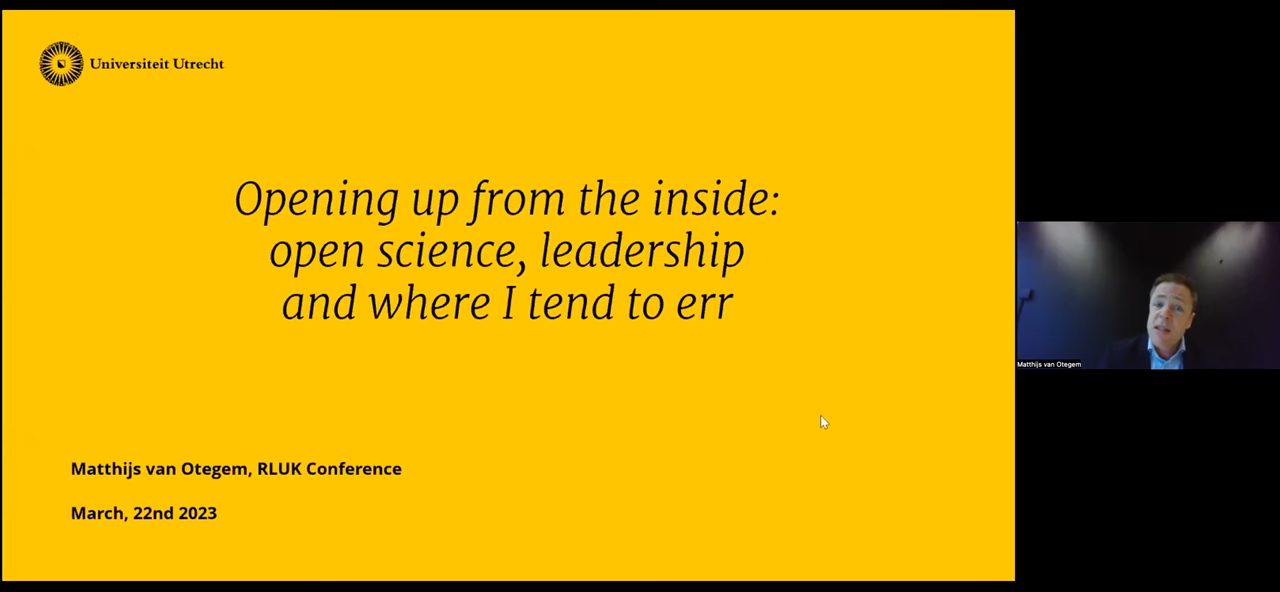 Universiteit Utrecht
Opening up from the inside:
open science, leadership
and where I tend to err
Matthijs van Otegem, RLUK Conference
March, 22nd 2023
Matthijs van Otegem